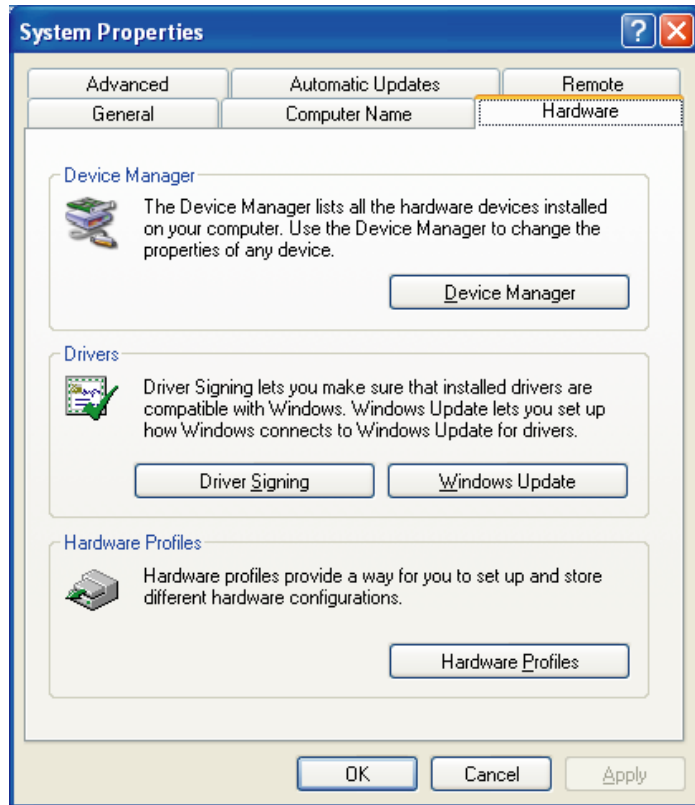 System Properties
Advanced
Automatic Updates
Remote
General
Computer Name
Hardware
Device Manager
The Device Manager lists all the hardware devices installed
on your computer. Use the Device Manager to change the
properties of any device.
Device Manager
Drivers
Driver Signing lets you make sure that installed drivers are
compatible with Windows. Windows Update lets you set up
how Windows connects to Windows Update for drivers.
Driver Signing
Windows Update
Hardware Profiles
Hardware profiles provide a way for you to set up and store
different hardware configurations.
Hardware Profiles
OK
Cancel
Apply